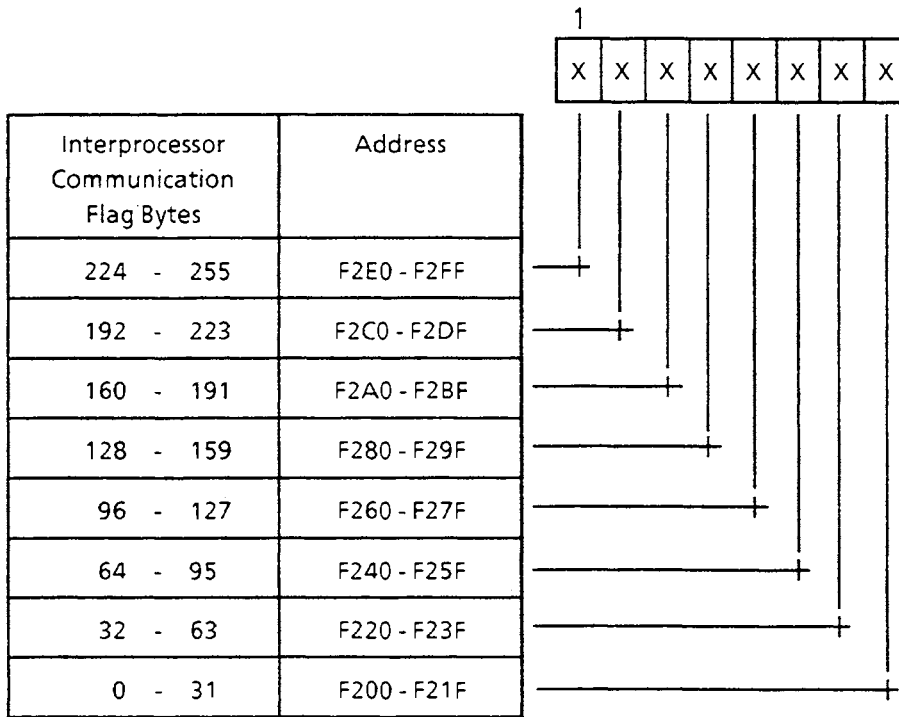 1
X X X X X X X X
Interprocessor Communication Flag Bytes Address
224 - 255 F2E0 - F2FF
192 - 223 F2C0 - F2DF
160 - 191 F2A0 - F2BF
128 - 159 F280 - F29F
96 - 127 F260 - F27F
64 - 95 F240 - F25F
32 - 63 F220 - F23F
0 - 31 F200 - F21F